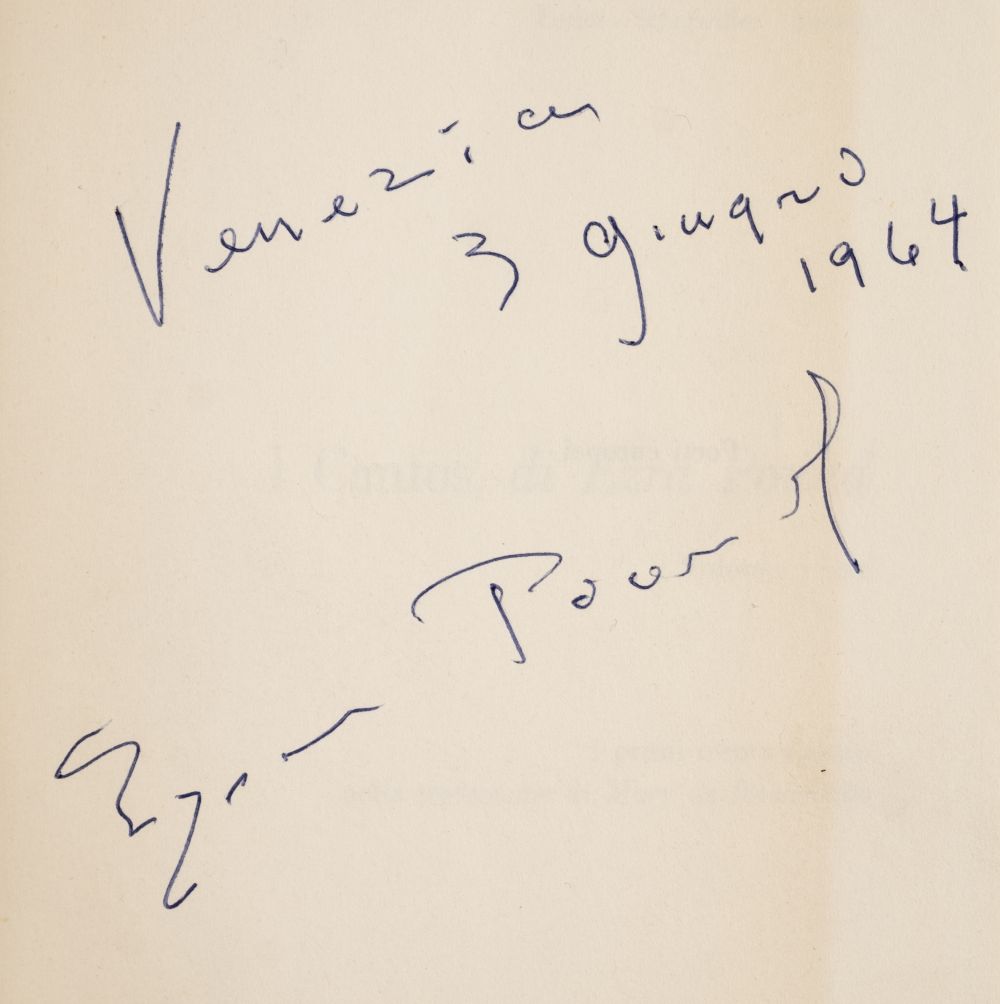 Venezia
3 giugno
1964
Ezra Pound